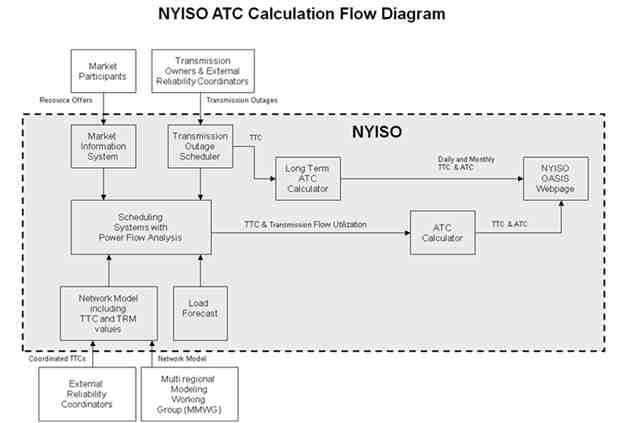 NYISO ATC Calculation Flow Diagram
Market
Participants
Transmission
Owners & External
Reliability Coordinators
Resource Offers
Transmission Outages
NYISO
Market
Information
System
Transmission
Outage
Scheduler
TTC
Long Term
ATC
Calculator
Daily and Monthly
TTC & ATC
NYISO
OASIS
Webpage
Scheduling
Systems with
Power Flow Analysis
TTC & Transmission Flow Utilization
ATC
Calculator
TTC & ATC
Network Model
including
TTC and TRM
values
Load
Forecast
Coordinated TTCs
Network Model
External
Reliability
Coordinators
Multi regional
Modeling
Working
Group (MMWG)